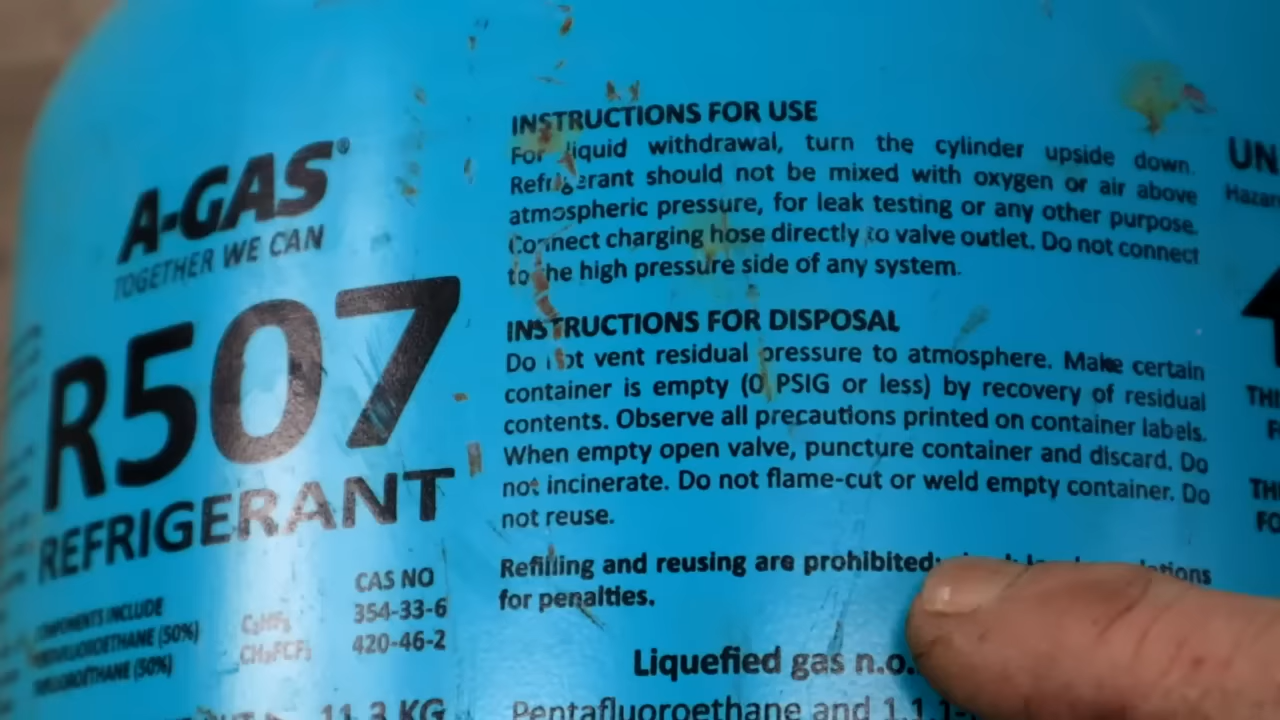 A-GAS®
TOGETHER WE CAN
R507
REFRIGERANT
CAS NO
COMPONENTS INCLUDE
PENTAFLUOROETHANE (50%) C₂HF₅ 354-33-6
TRIFLUOROETHANE (50%) CH₃FCF₃ 420-46-2
11.3 KG
INSTRUCTIONS FOR USE
For liquid withdrawal, turn the cylinder upside down.
Refrigerant should not be mixed with oxygen or air above
atmospheric pressure, for leak testing or any other purpose.
Connect charging hose directly to valve outlet. Do not connect
to the high pressure side of any system.
INSTRUCTIONS FOR DISPOSAL
Do not vent residual pressure to atmosphere. Make certain
container is empty (0 PSIG or less) by recovery of residual
contents. Observe all precautions printed on container labels.
When empty open valve, puncture container and discard. Do
not incinerate. Do not flame-cut or weld empty container. Do
not reuse.
Refilling and reusing are prohibited:
for penalties.
Liquefied gas n.o.
Pentafluoroethane and 1,1,1-
UN